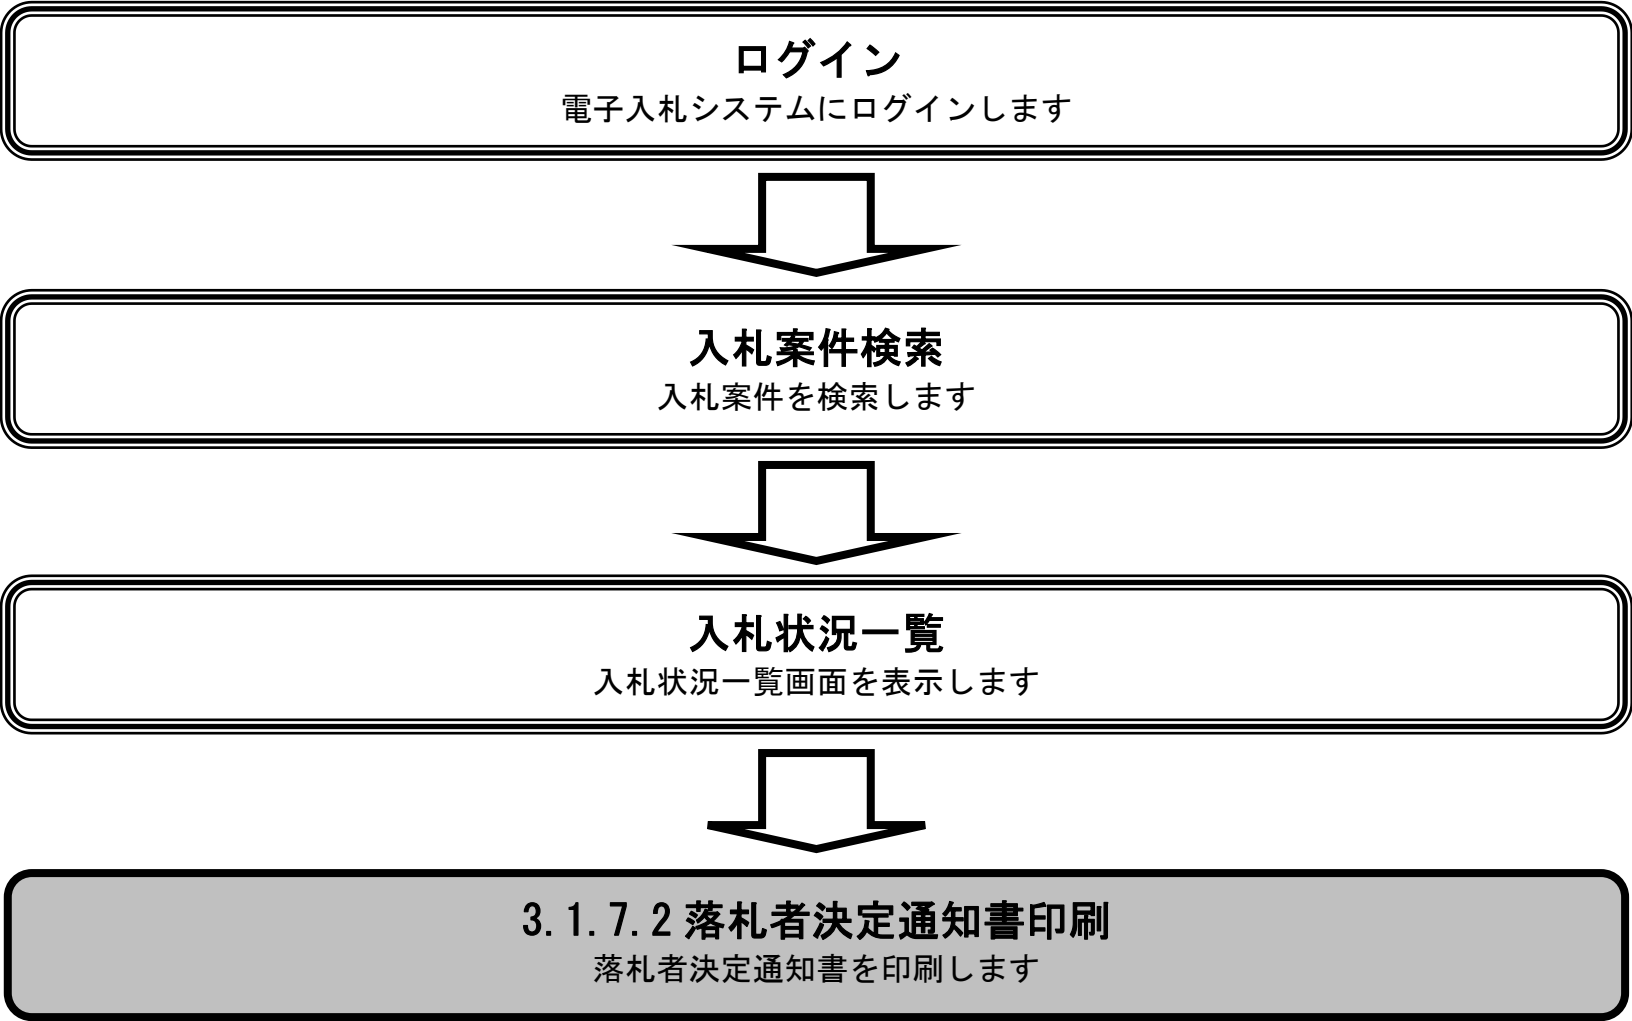 ログイン
電子入札システムにログインします
入札案件検索
入札案件を検索します
入札状況一覧
入札状況一覧画面を表示します
3.1.7.2 落札者決定通知書印刷
落札者決定通知書を印刷します